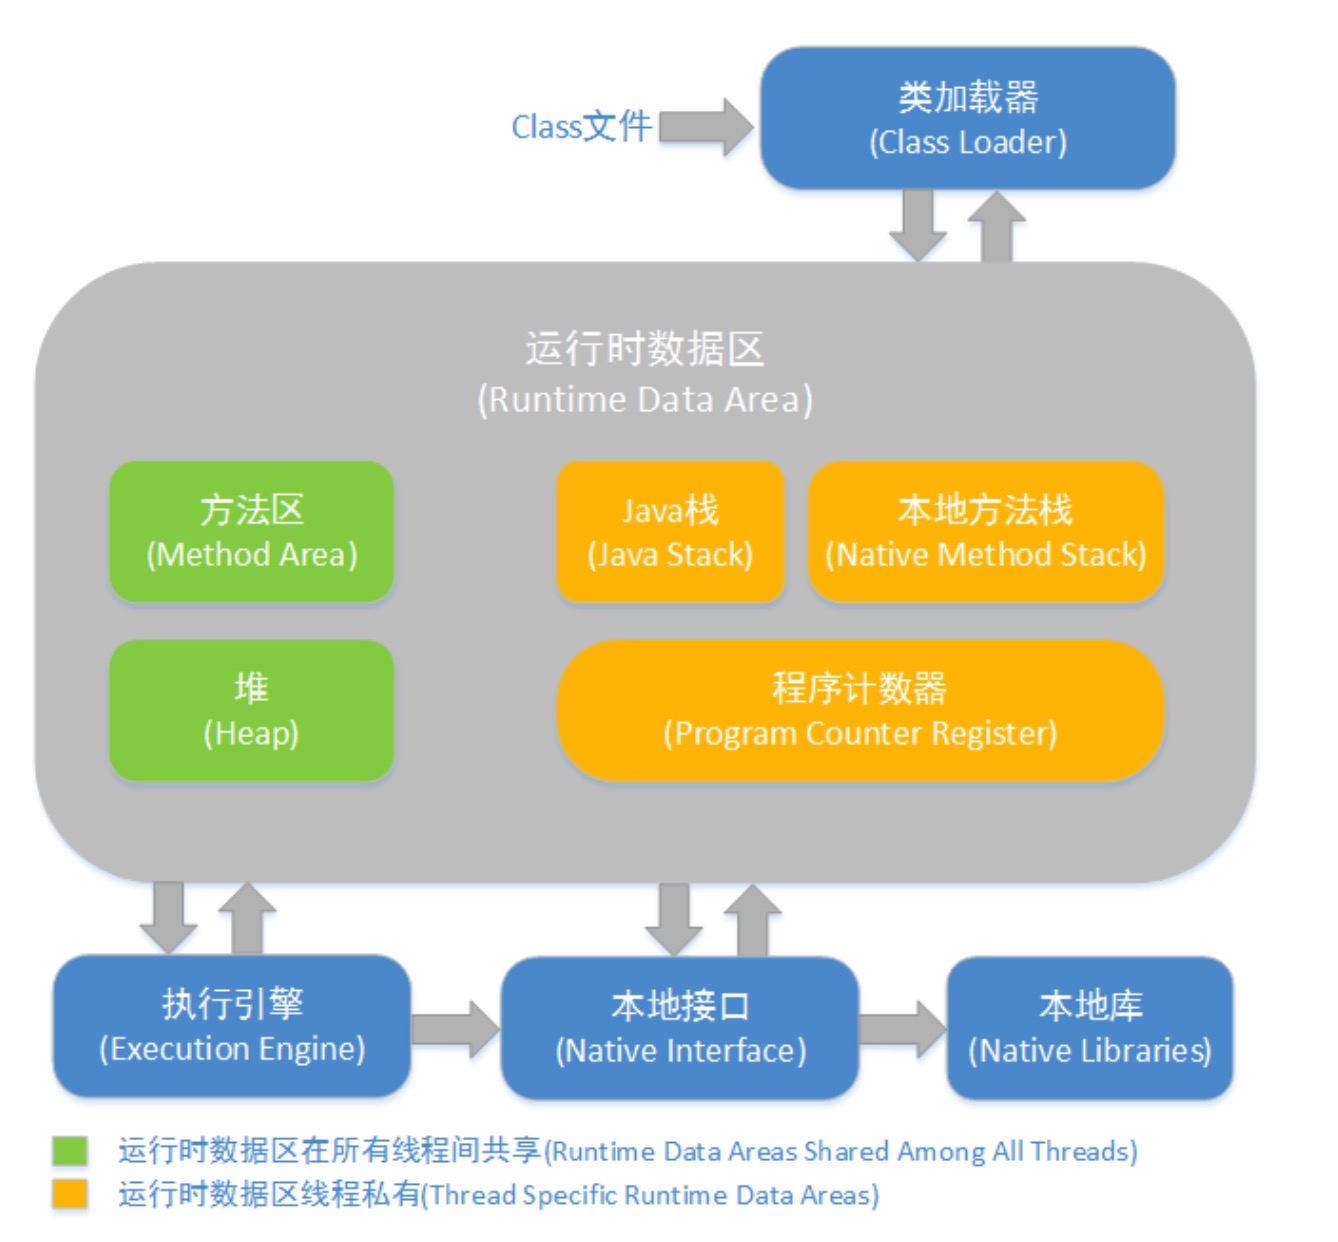 类加载器
(Class Loader)
Class文件
运行时数据区
(Runtime Data Area)
方法区
(Method Area)
Java栈
(Java Stack)
本地方法栈
(Native Method Stack)
堆
(Heap)
程序计数器
(Program Counter Register)
执行引擎
(Execution Engine)
本地接口
(Native Interface)
本地库
(Native Libraries)
运行时数据区在所有线程间共享(Runtime Data Areas Shared Among All Threads)
运行时数据区线程私有(Thread Specific Runtime Data Areas)